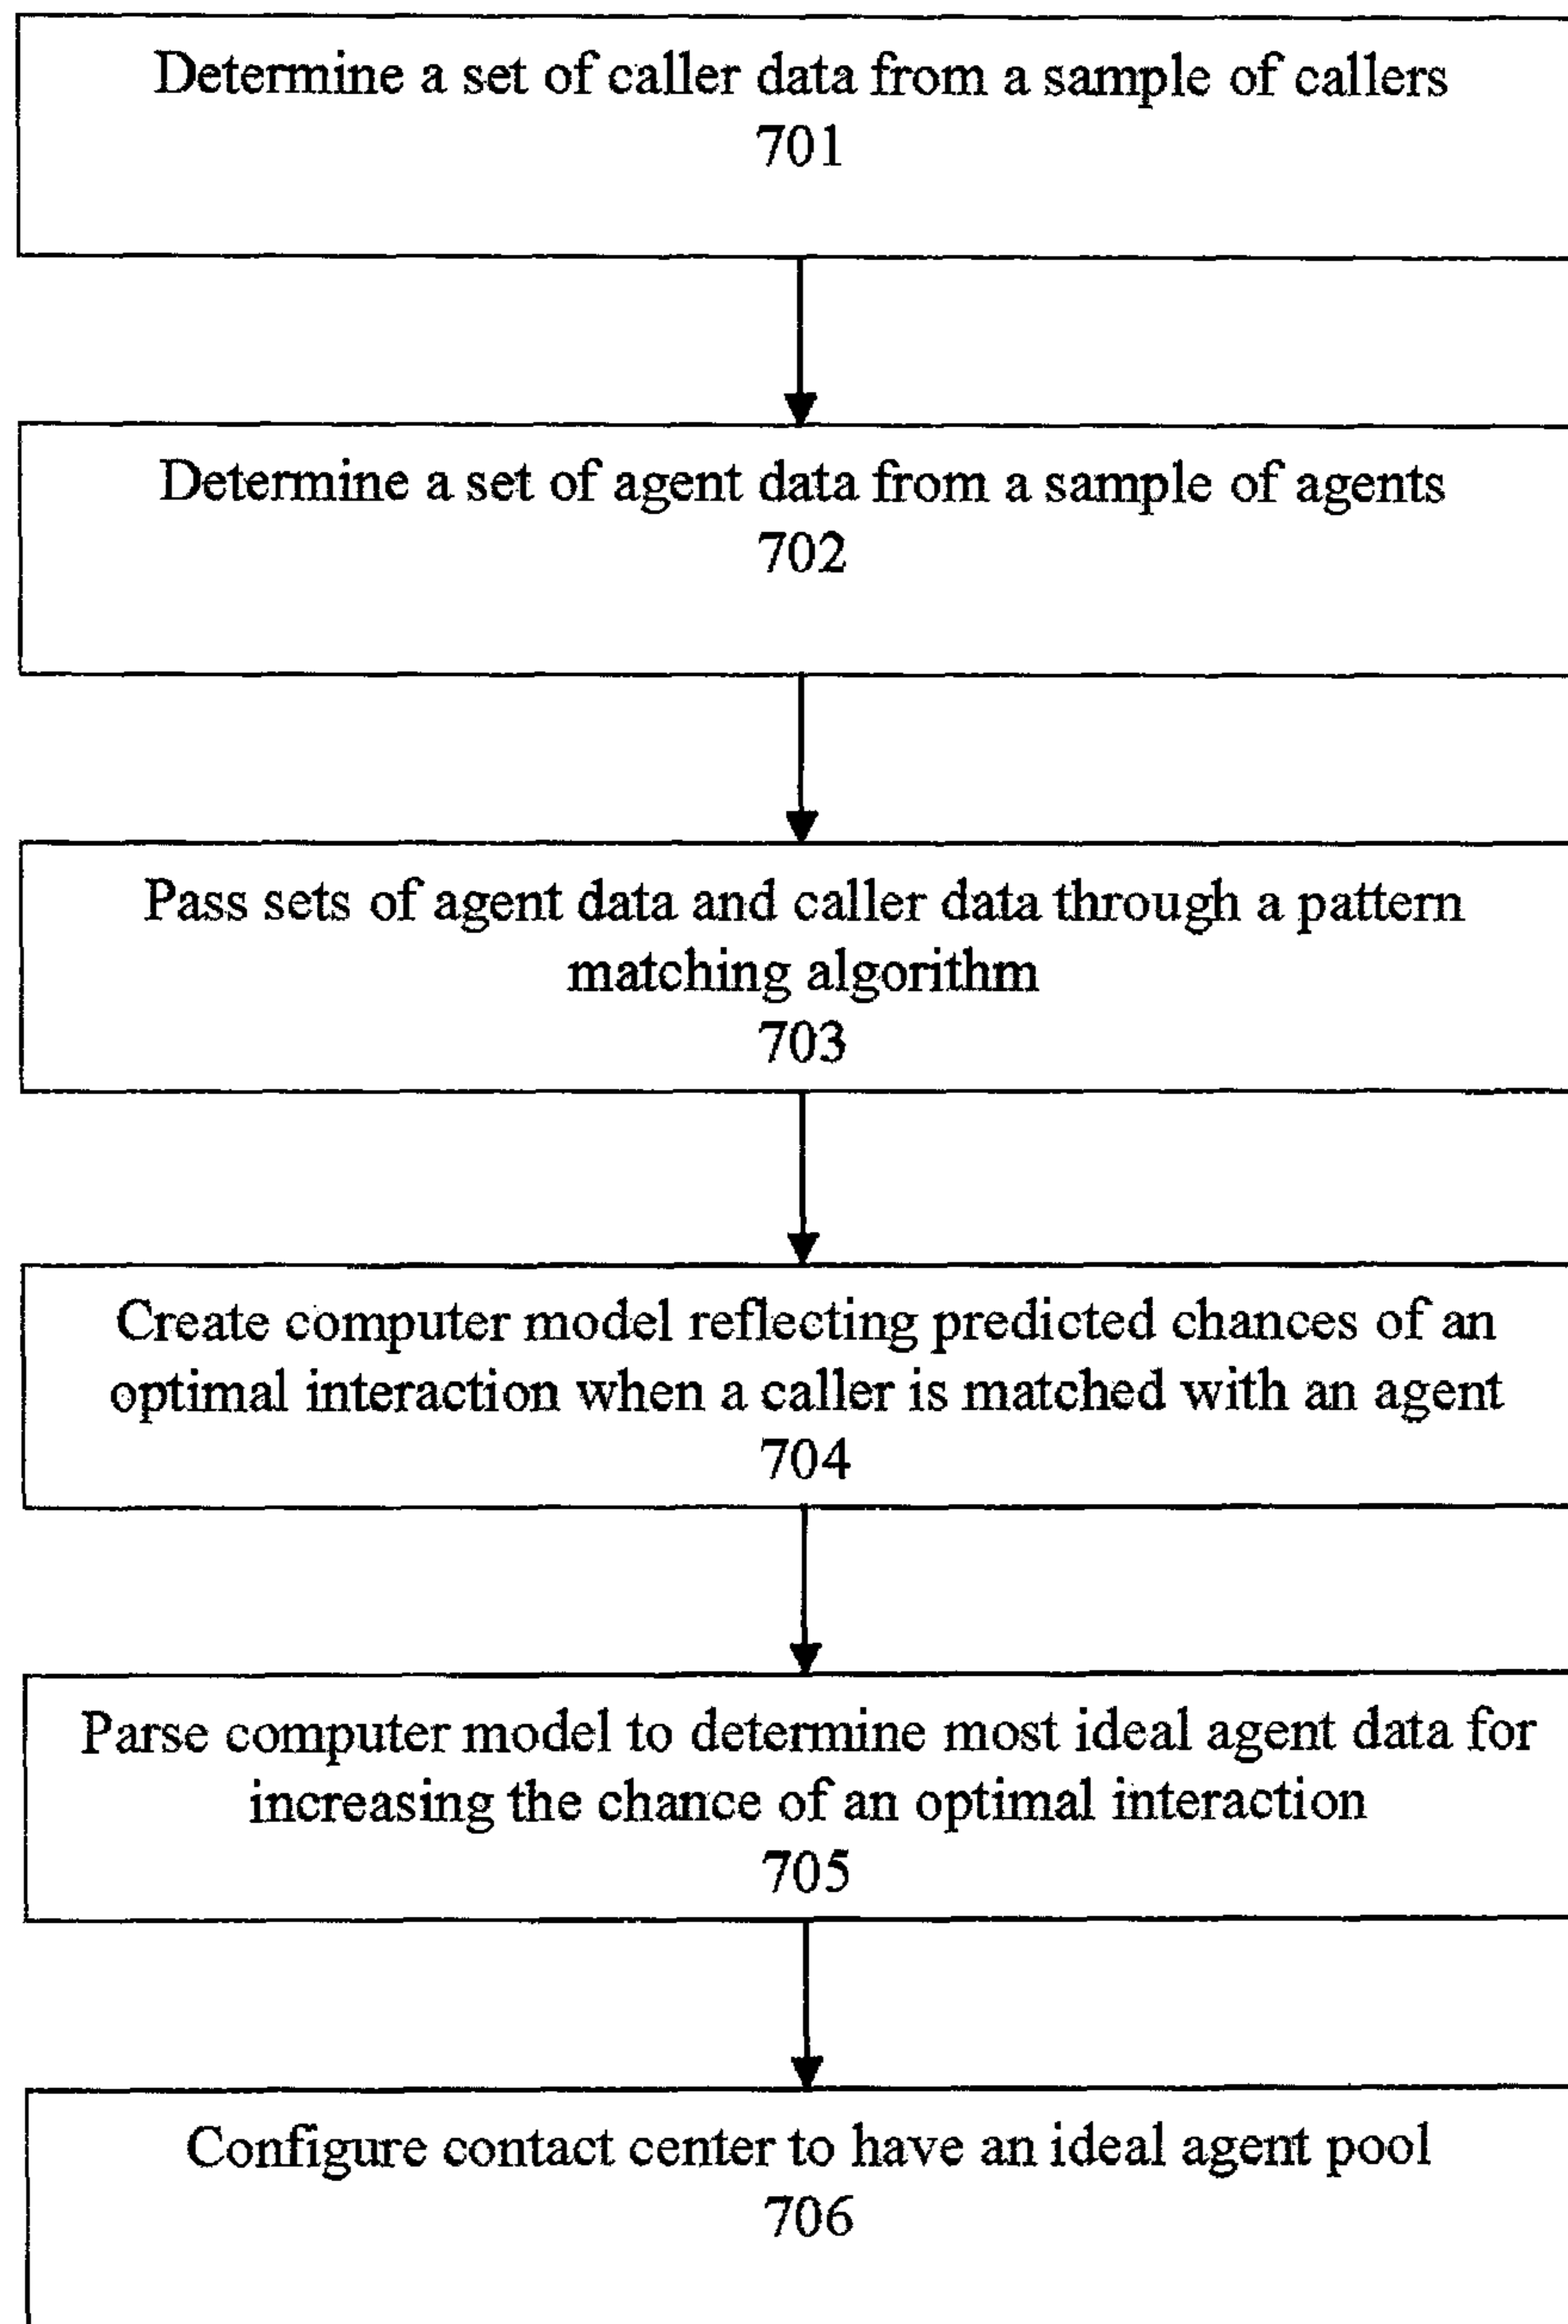 Determine a set of caller data from a sample of callers
701
Determine a set of agent data from a sample of agents
702
Pass sets of agent data and caller data through a pattern
matching algorithm
703
Create computer model reflecting predicted chances of an
optimal interaction when a caller is matched with an agent
704
Parse computer model to determine most ideal agent data for
increasing the chance of an optimal interaction
705
Configure contact center to have an ideal agent pool
706